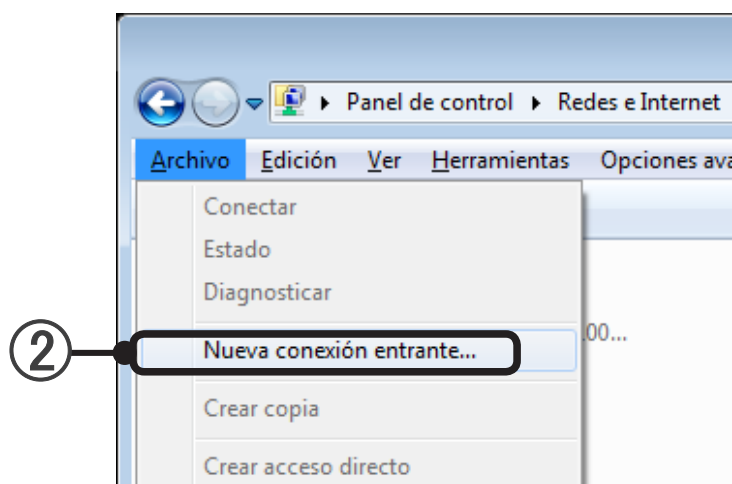 Panel de control ▸ Redes e Internet
Archivo Edición Ver Herramientas Opciones ava
Conectar
Estado
Diagnosticar
00...
② Nueva conexión entrante...
Crear copia
Crear acceso directo